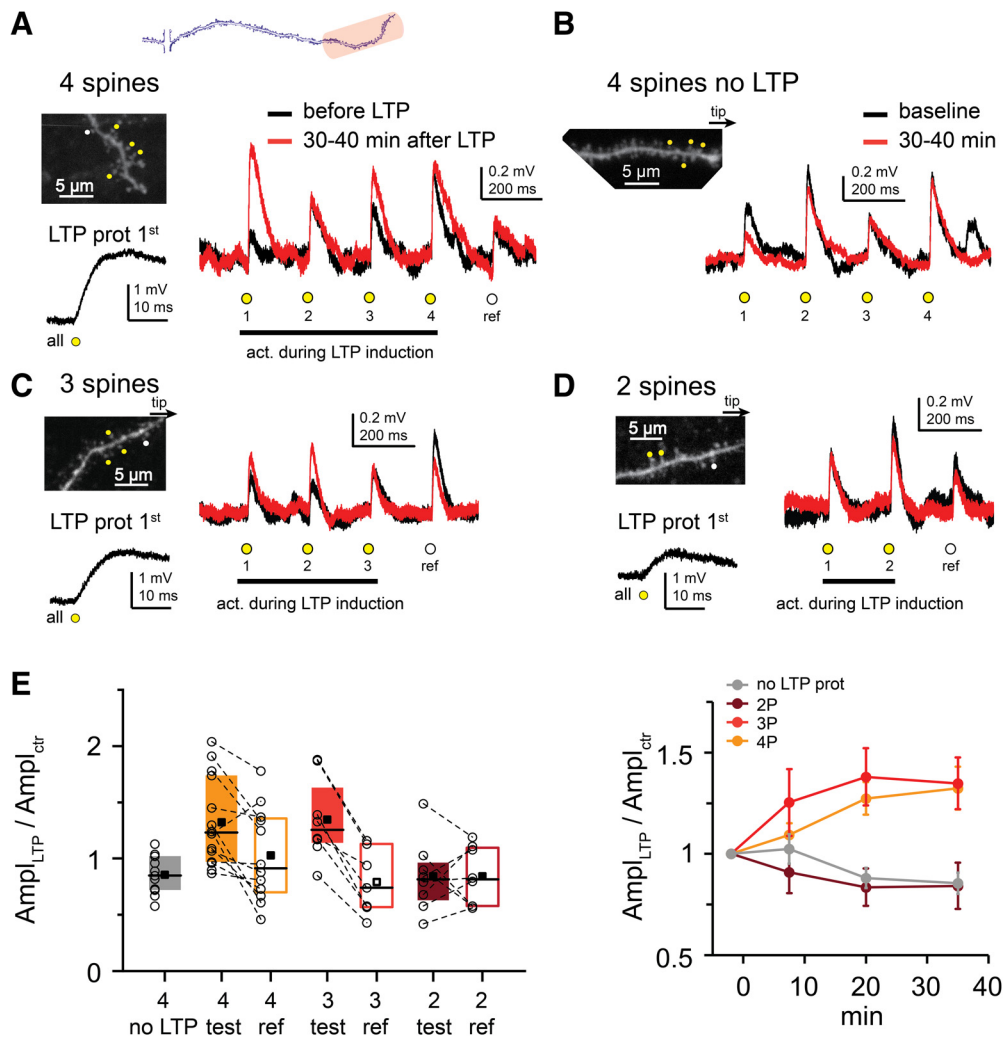 A
4 spines
before LTP
30-40 min after LTP
5 µm
0.2 mV
200 ms
LTP prot 1st
1 mV
10 ms
all
1 2 3 4 ref
act. during LTP induction
B
4 spines no LTP
tip
baseline
30-40 min
5 µm
0.2 mV
200 ms
1 2 3 4
C
3 spines
tip
5 µm
0.2 mV
200 ms
LTP prot 1st
1 mV
10 ms
all
1 2 3 ref
act. during LTP induction
D
2 spines
tip
5 µm
0.2 mV
200 ms
LTP prot 1st
1 mV
10 ms
all
1 2 ref
act. during LTP induction
E
AmplLTP / Amplctr
2
1
0
4 4 4 3 3 2 2
no LTP test ref test ref test ref
no LTP prot
2P
3P
4P
AmplLTP / Amplctr
1.5
1
0.5
0 10 20 30 40
min